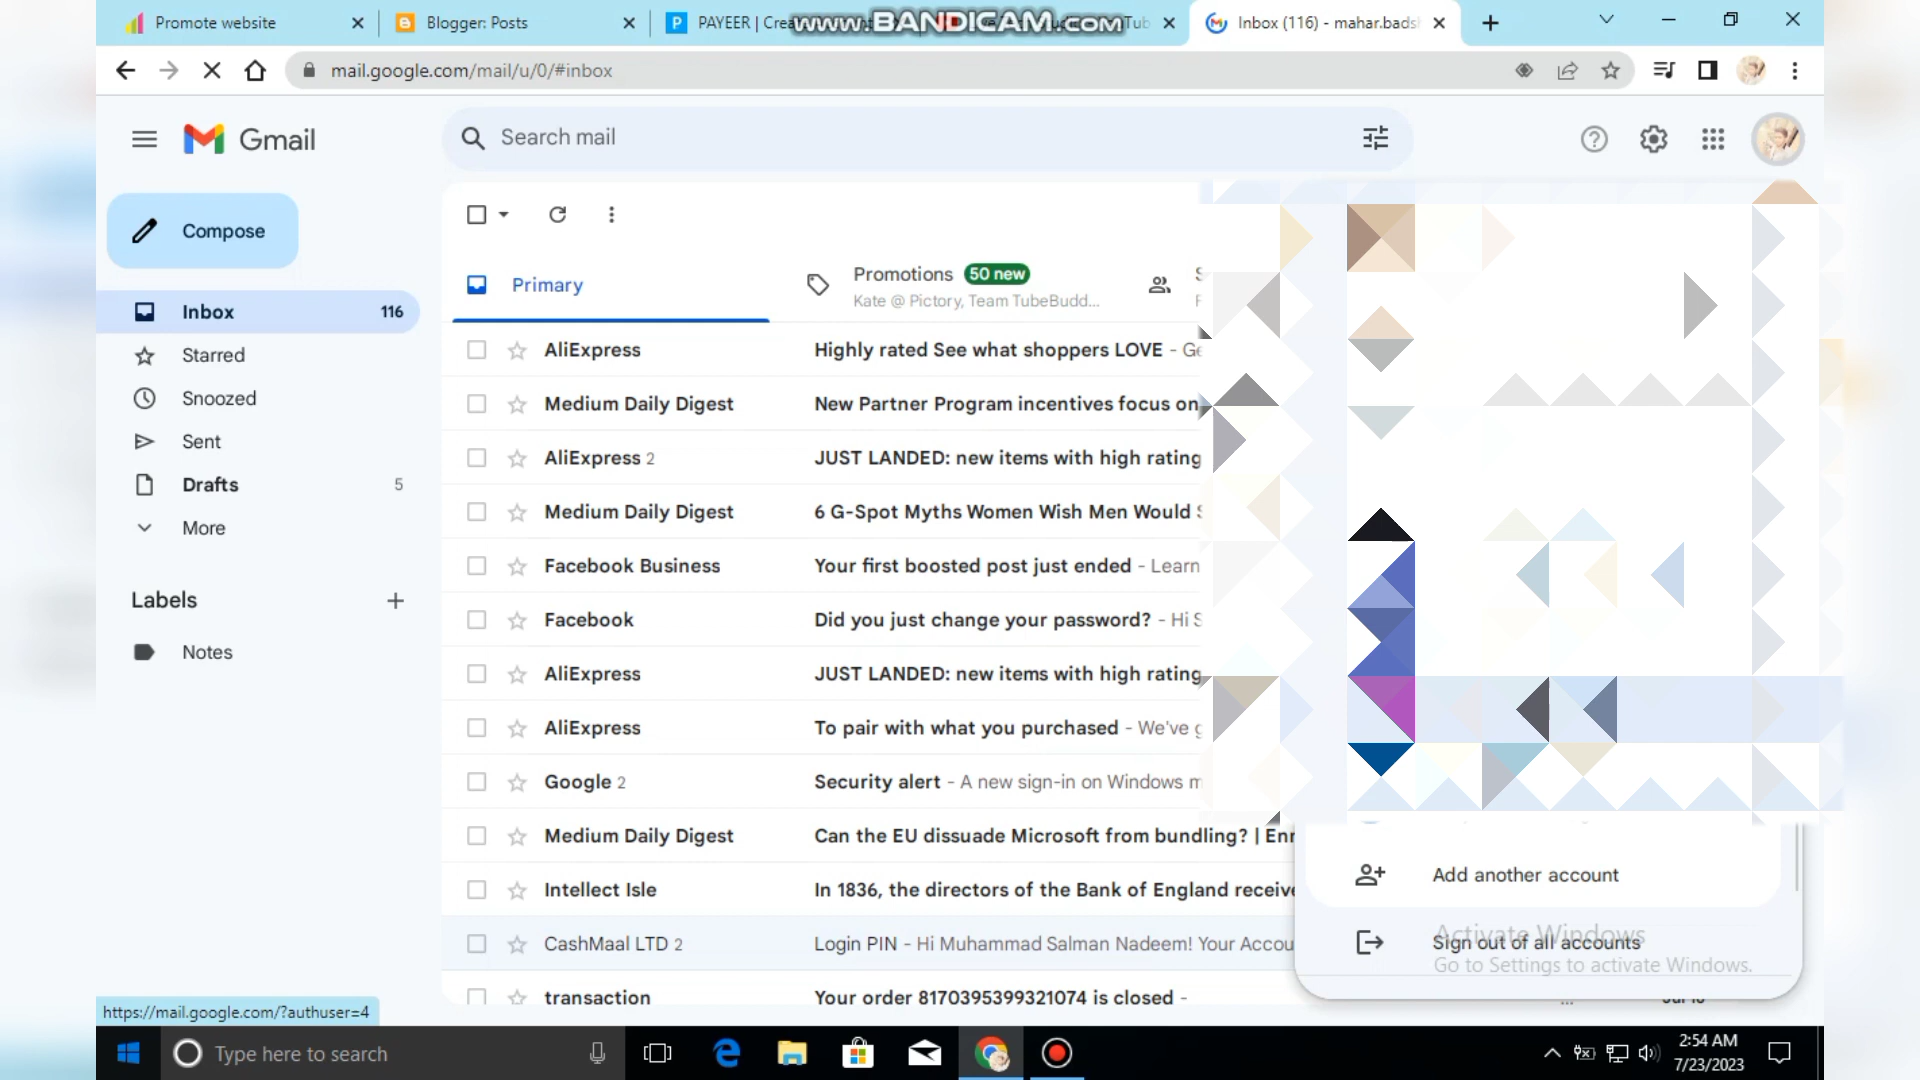 Promote website
Blogger: Posts
PAYEER | Crea
www.BANDICAM.com
Inbox (116) - mahar.bads
mail.google.com/mail/u/0/#inbox
Gmail
Search mail
Compose
Inbox 116
Starred
Snoozed
Sent
Drafts 5
More
Labels
Notes
Primary
Promotions 50 new
Kate @ Pictory, Team TubeBudd...
AliExpress Highly rated See what shoppers LOVE - Ge
Medium Daily Digest New Partner Program incentives focus on
AliExpress 2 JUST LANDED: new items with high rating
Medium Daily Digest 6 G-Spot Myths Women Wish Men Would S
Facebook Business Your first boosted post just ended - Learn
Facebook Did you just change your password? - Hi S
AliExpress JUST LANDED: new items with high rating
AliExpress To pair with what you purchased - We've g
Google 2 Security alert - A new sign-in on Windows m
Medium Daily Digest Can the EU dissuade Microsoft from bundling? | Enr
Intellect Isle In 1836, the directors of the Bank of England receive
CashMaal LTD 2 Login PIN - Hi Muhammad Salman Nadeem! Your Accou
transaction Your order 8170395399321074 is closed -
Add another account
Sign out of all accounts
Activate Windows
Go to Settings to activate Windows.
https://mail.google.com/?authuser=4
Type here to search
2:54 AM
7/23/2023